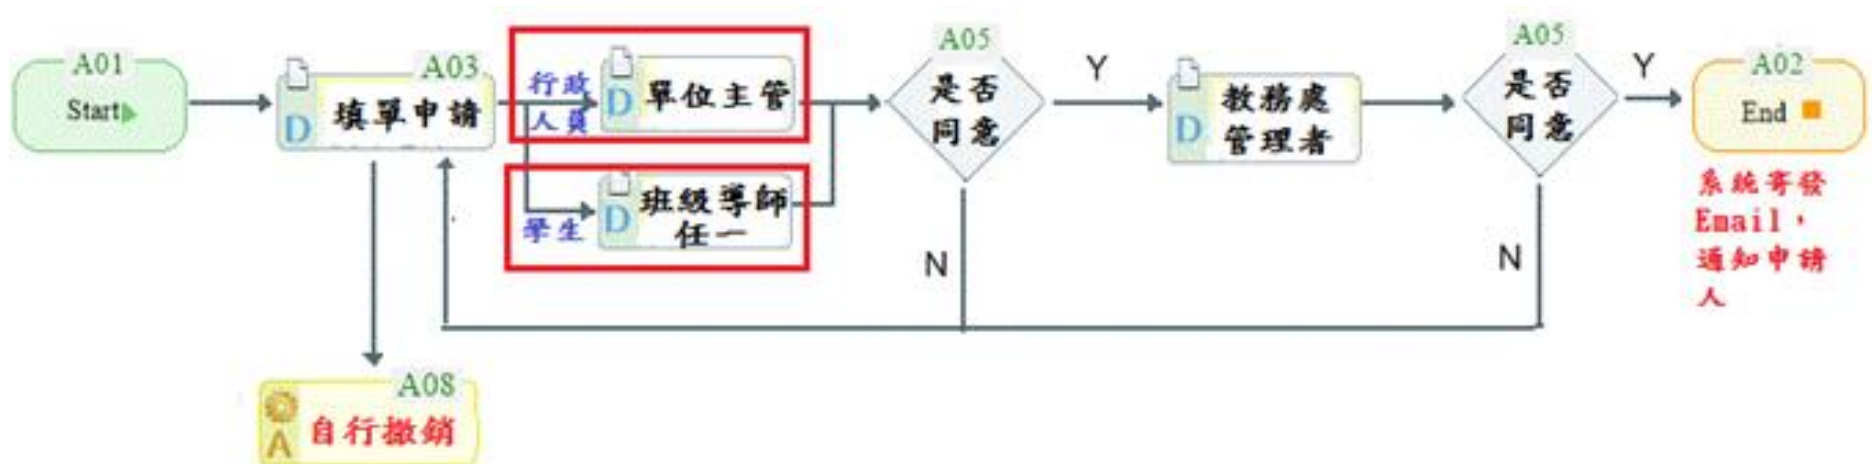 A01
Start
A03
填單申請
D
行政
人員
單位主管
D
學生
班級導師
任一
D
A05
是否
同意
Y
N
教務處
管理者
D
A05
是否
同意
Y
N
A02
End
系統寄發
Email，
通知申請
人
A08
自行撤銷
A